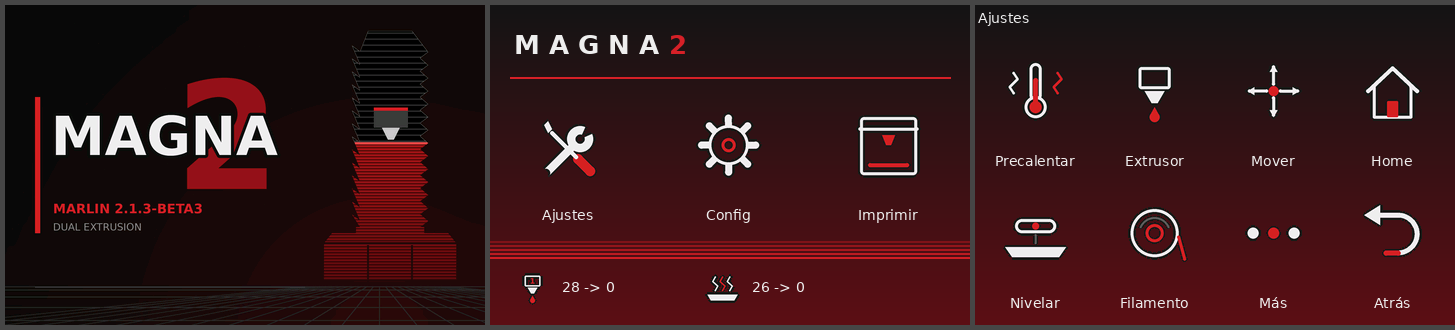 2
MAGNA
MARLIN 2.1.3-BETA3
DUAL EXTRUSION
MAGNA2
Ajustes
Config
Imprimir
28 -> 0
26 -> 0
Ajustes
Precalentar
Extrusor
Mover
Home
Nivelar
Filamento
Más
Atrás